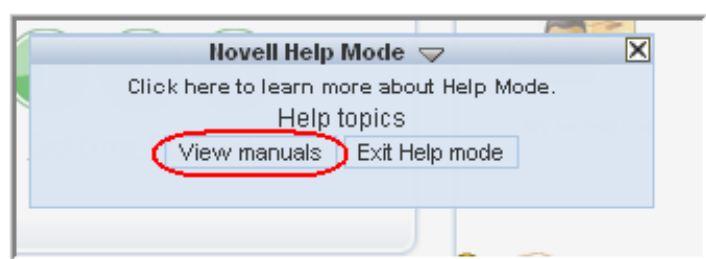 Novell Help Mode
Click here to learn more about Help Mode.
Help topics
View manuals Exit Help mode